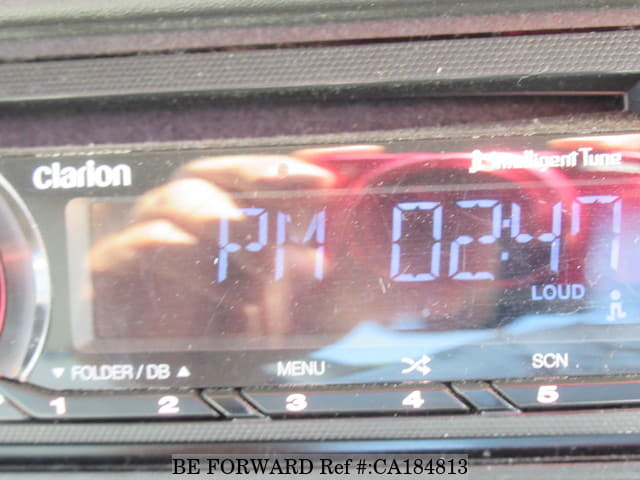 clarion Intelligent Tune
PM 02:47
LOUD
▼ FOLDER / DB ▲ MENU SCN
1 2 3 4 5
BE FORWARD Ref #:CA184813